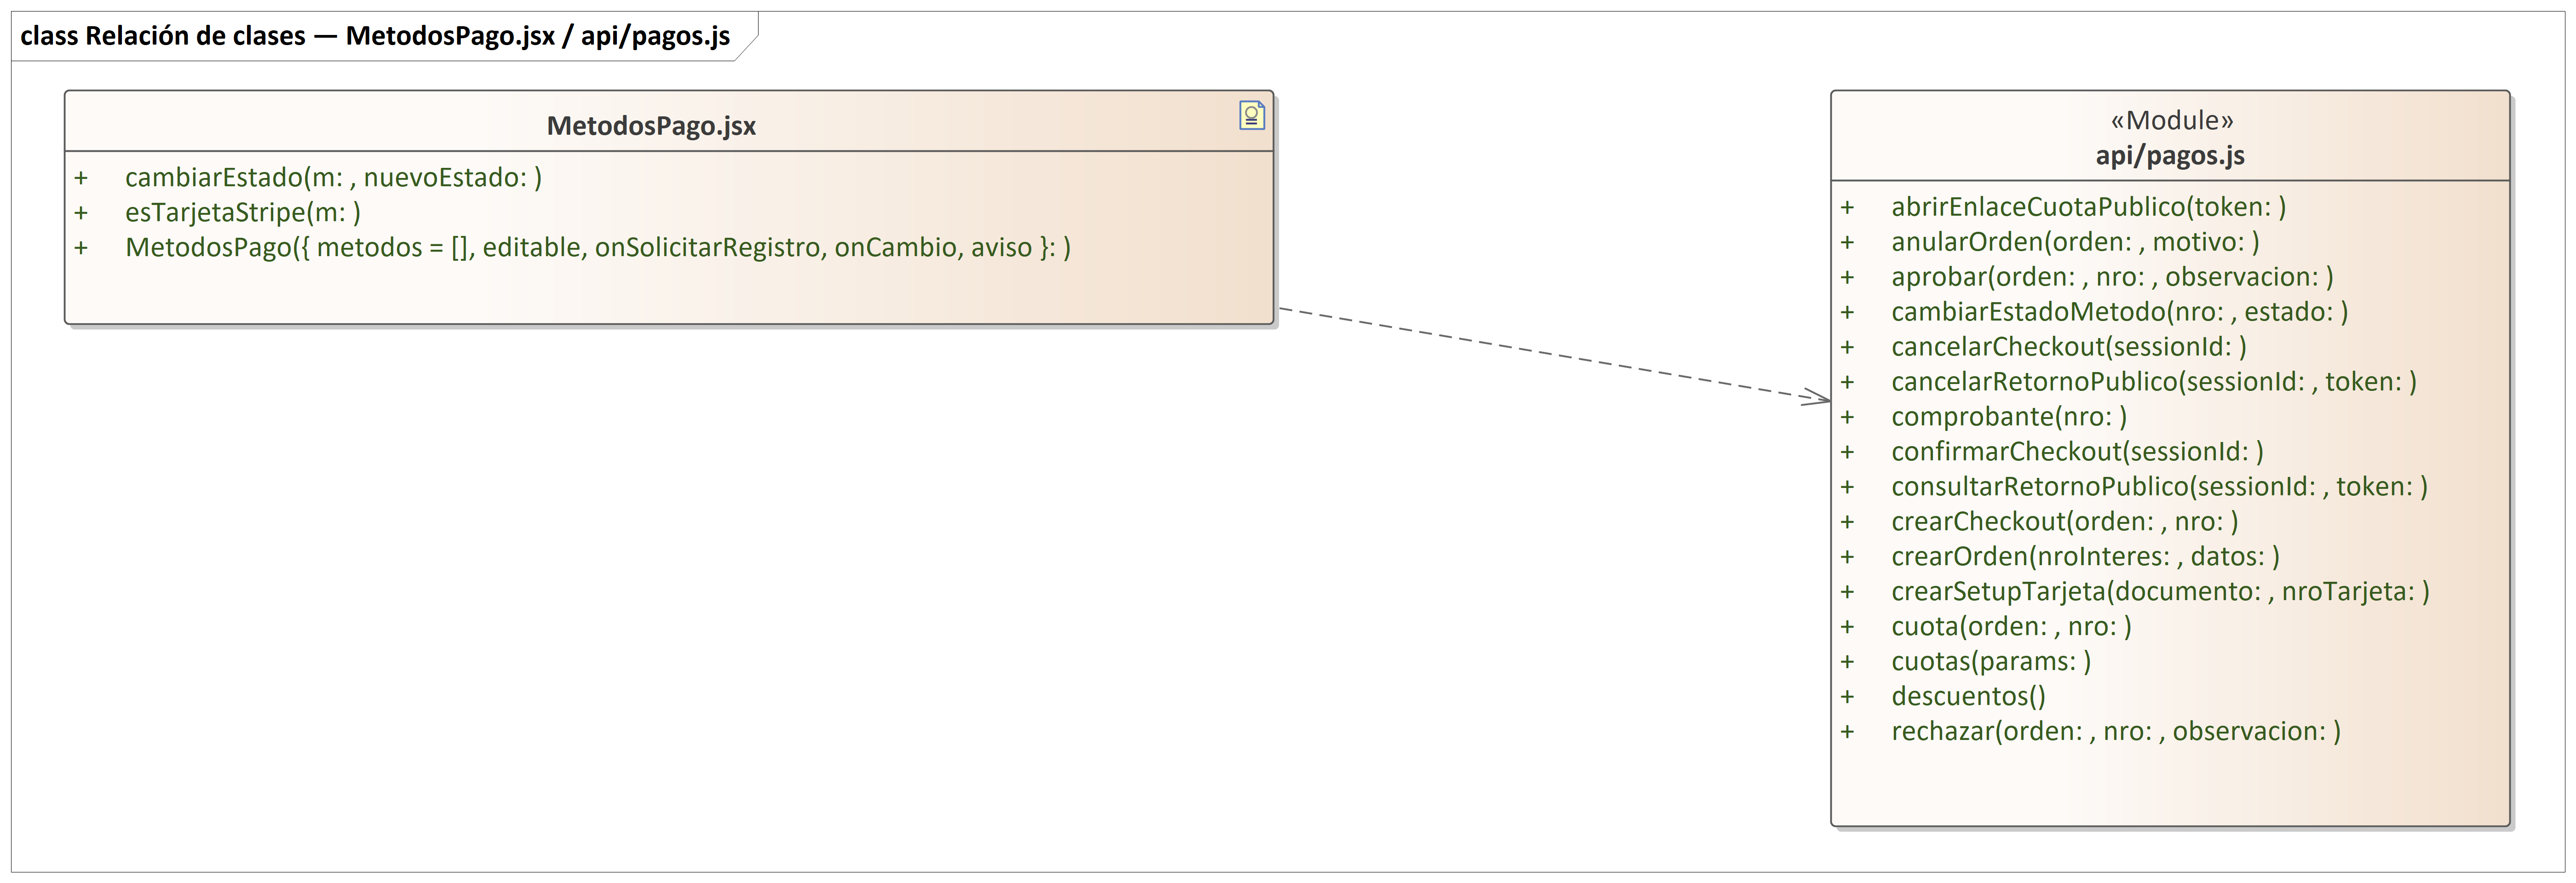 class Relación de clases — MetodosPago.jsx / api/pagos.js
MetodosPago.jsx
+ cambiarEstado(m: , nuevoEstado: )
+ esTarjetaStripe(m: )
+ MetodosPago({ metodos = [], editable, onSolicitarRegistro, onCambio, aviso }: )
«Module»
api/pagos.js
+ abrirEnlaceCuotaPublico(token: )
+ anularOrden(orden: , motivo: )
+ aprobar(orden: , nro: , observacion: )
+ cambiarEstadoMetodo(nro: , estado: )
+ cancelarCheckout(sessionId: )
+ cancelarRetornoPublico(sessionId: , token: )
+ comprobante(nro: )
+ confirmarCheckout(sessionId: )
+ consultarRetornoPublico(sessionId: , token: )
+ crearCheckout(orden: , nro: )
+ crearOrden(nroInteres: , datos: )
+ crearSetupTarjeta(documento: , nroTarjeta: )
+ cuota(orden: , nro: )
+ cuotas(params: )
+ descuentos()
+ rechazar(orden: , nro: , observacion: )